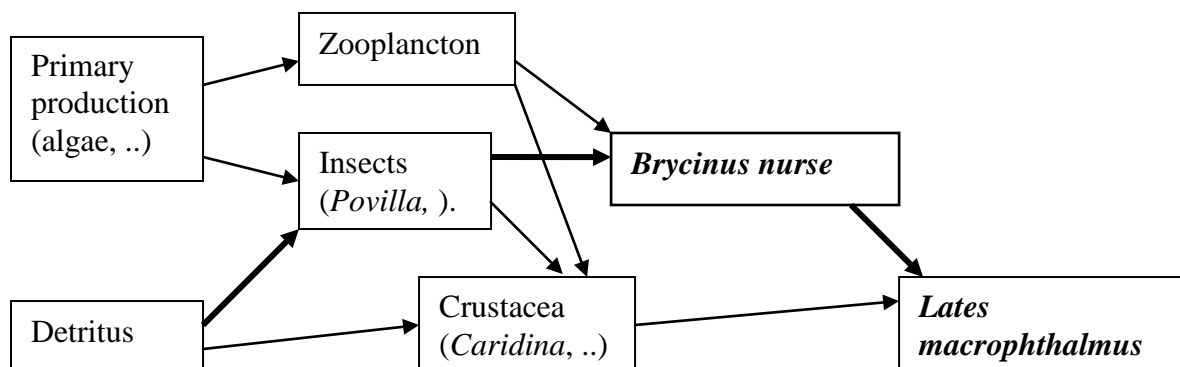 Zooplancton
Primary
production
(algae, ..)
Insects
(Povilla, ).
Brycinus nurse
Detritus
Crustacea
(Caridina, ..)
Lates
macrophthalmus